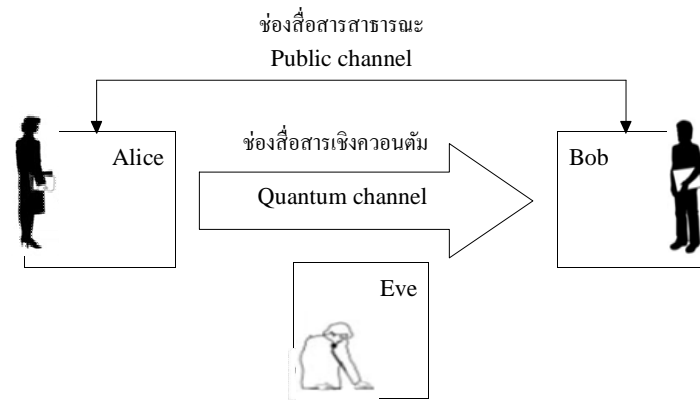 ช่องสื่อสารสาธารณะ
Public channel
Alice
ช่องสื่อสารเชิงควอนตัม
Quantum channel
Bob
Eve